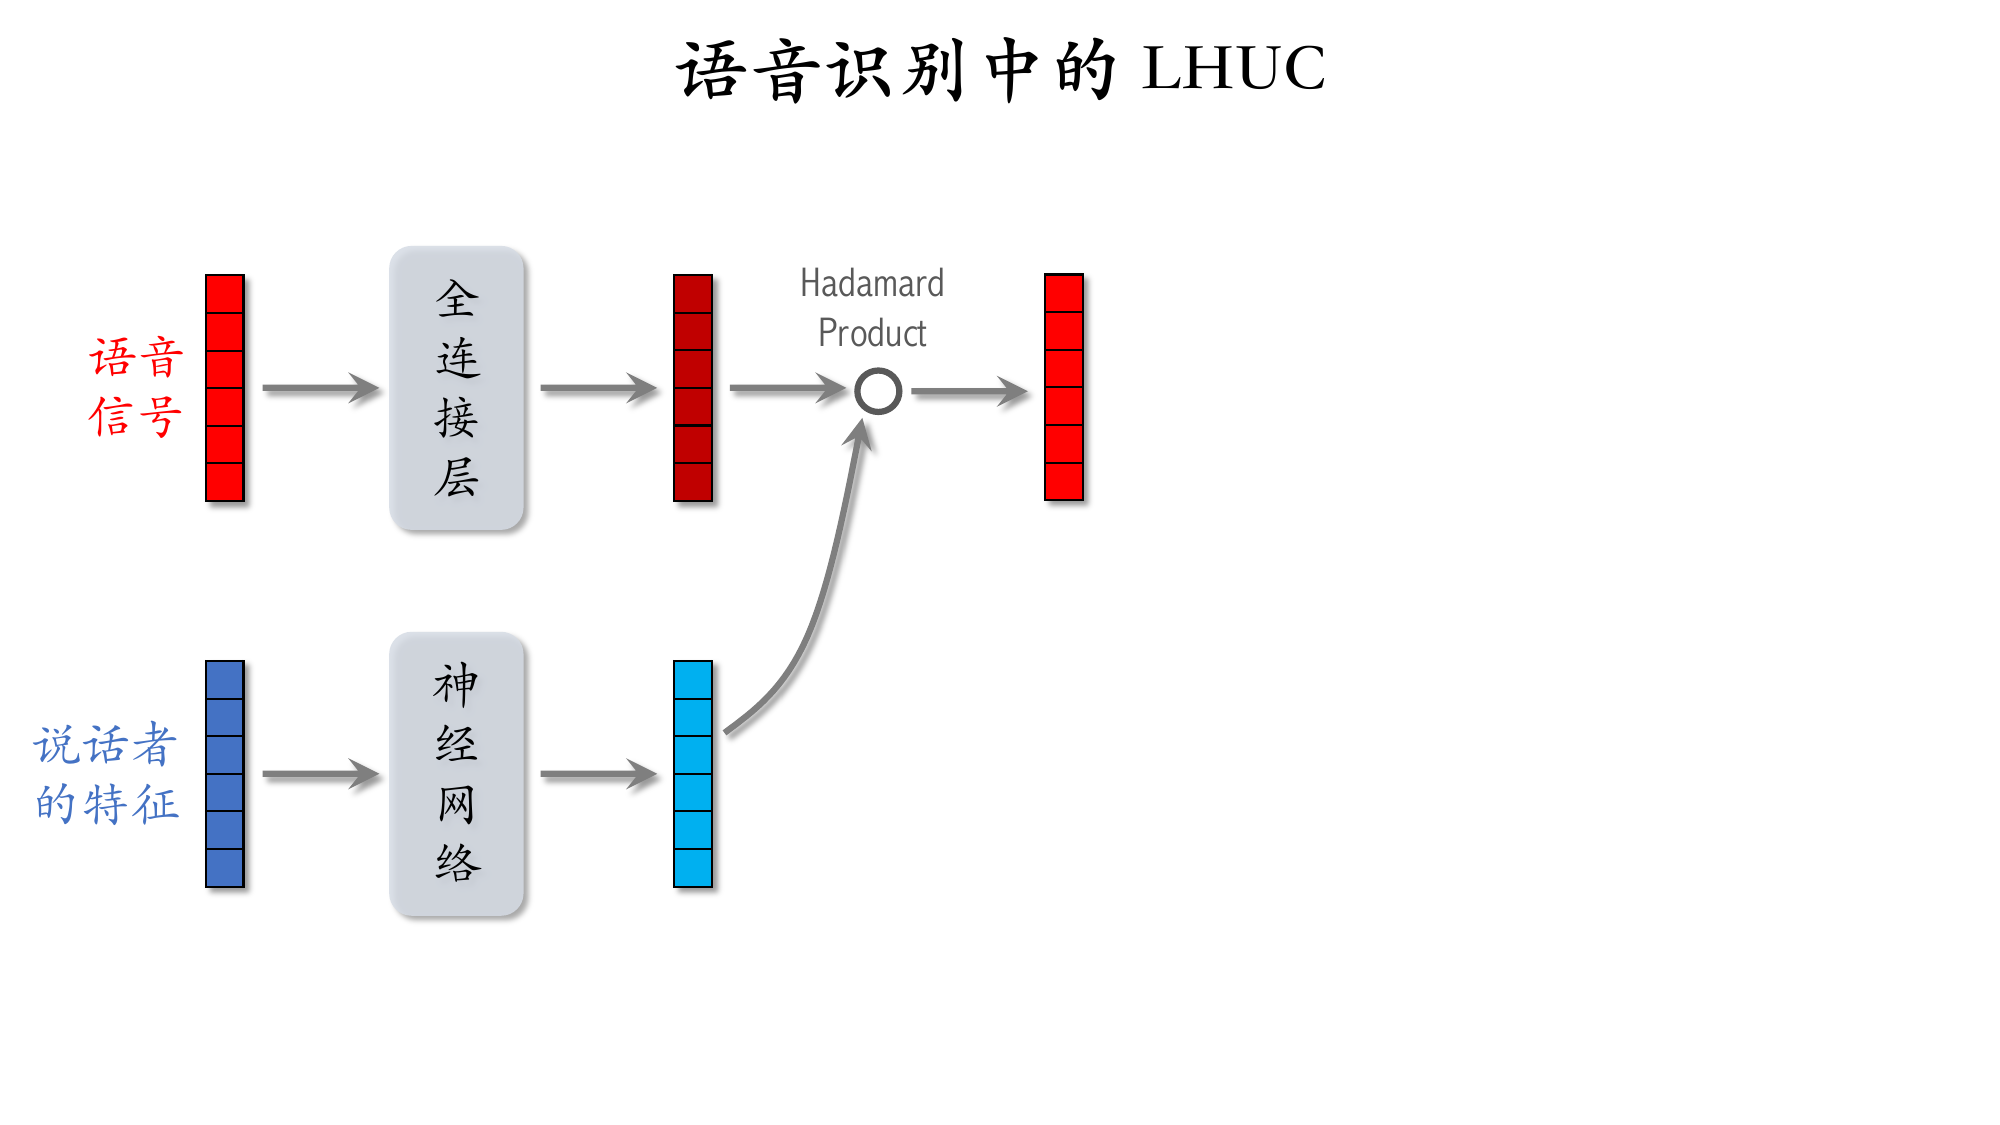 语音识别中的 LHUC
语音
信号
全
连
接
层
Hadamard
Product
说话者
的特征
神
经
网
络